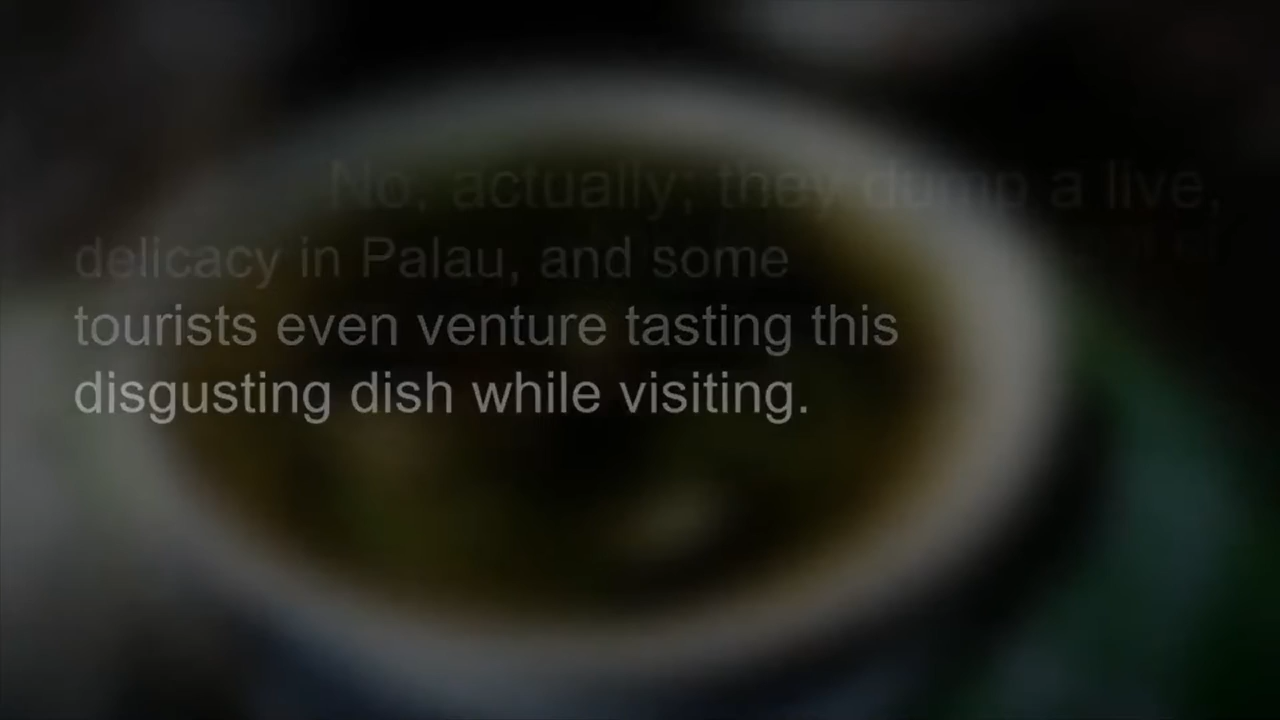 No, actually; they dump a live,
delicacy in Palau, and some
tourists even venture tasting this
disgusting dish while visiting.